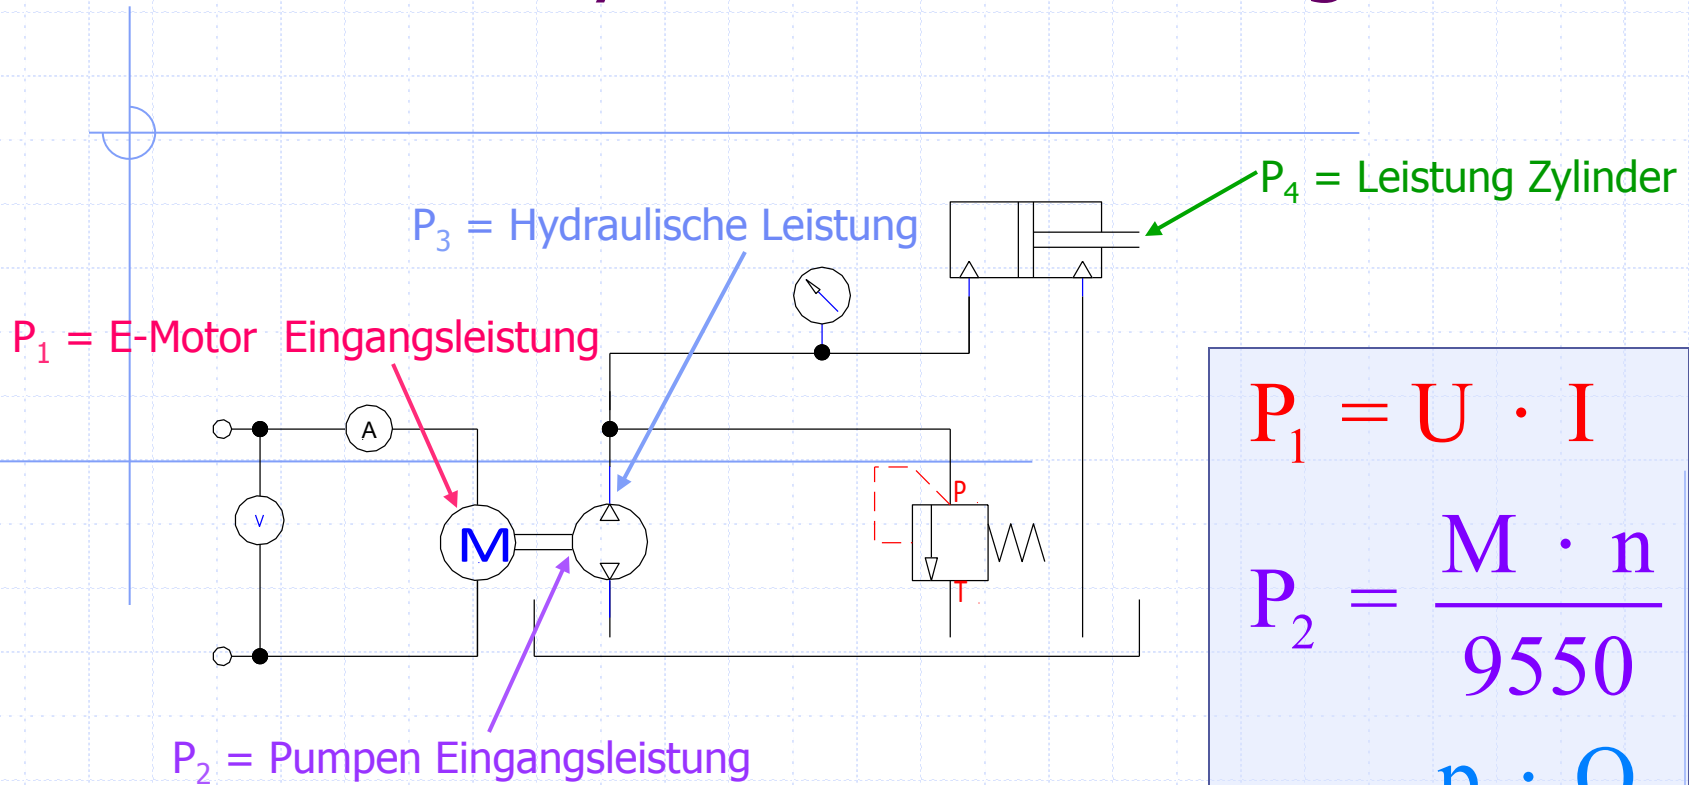 P₄ = Leistung Zylinder
P₃ = Hydraulische Leistung
P₁ = E-Motor Eingangsleistung
A
V
M
P
T
P₂ = Pumpen Eingangsleistung
P₁ = U · I
P₂ = M · n
9550
p · Q